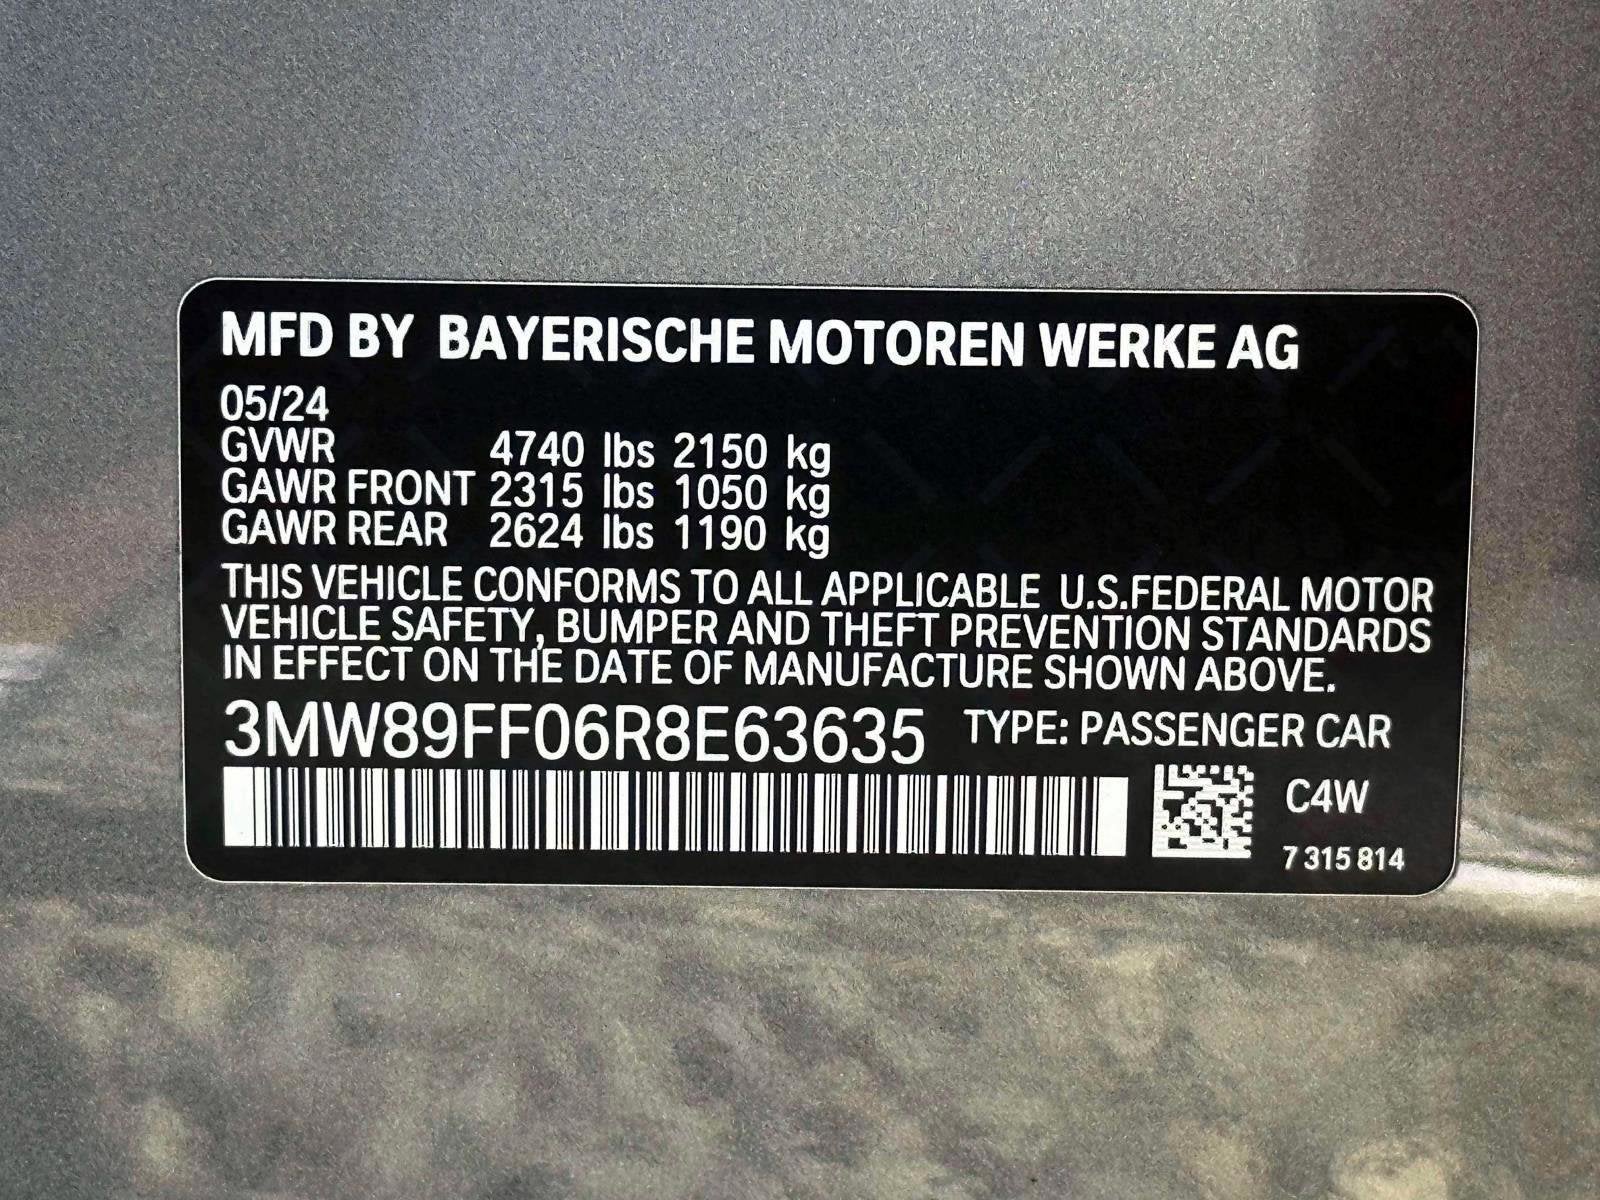 MFD BY BAYERISCHE MOTOREN WERKE AG
05/24
GVWR 4740 lbs 2150 kg
GAWR FRONT 2315 lbs 1050 kg
GAWR REAR 2624 lbs 1190 kg
THIS VEHICLE CONFORMS TO ALL APPLICABLE U.S.FEDERAL MOTOR
VEHICLE SAFETY, BUMPER AND THEFT PREVENTION STANDARDS
IN EFFECT ON THE DATE OF MANUFACTURE SHOWN ABOVE.
3MW89FF06R8E63635 TYPE: PASSENGER CAR
C4W
7 315 814